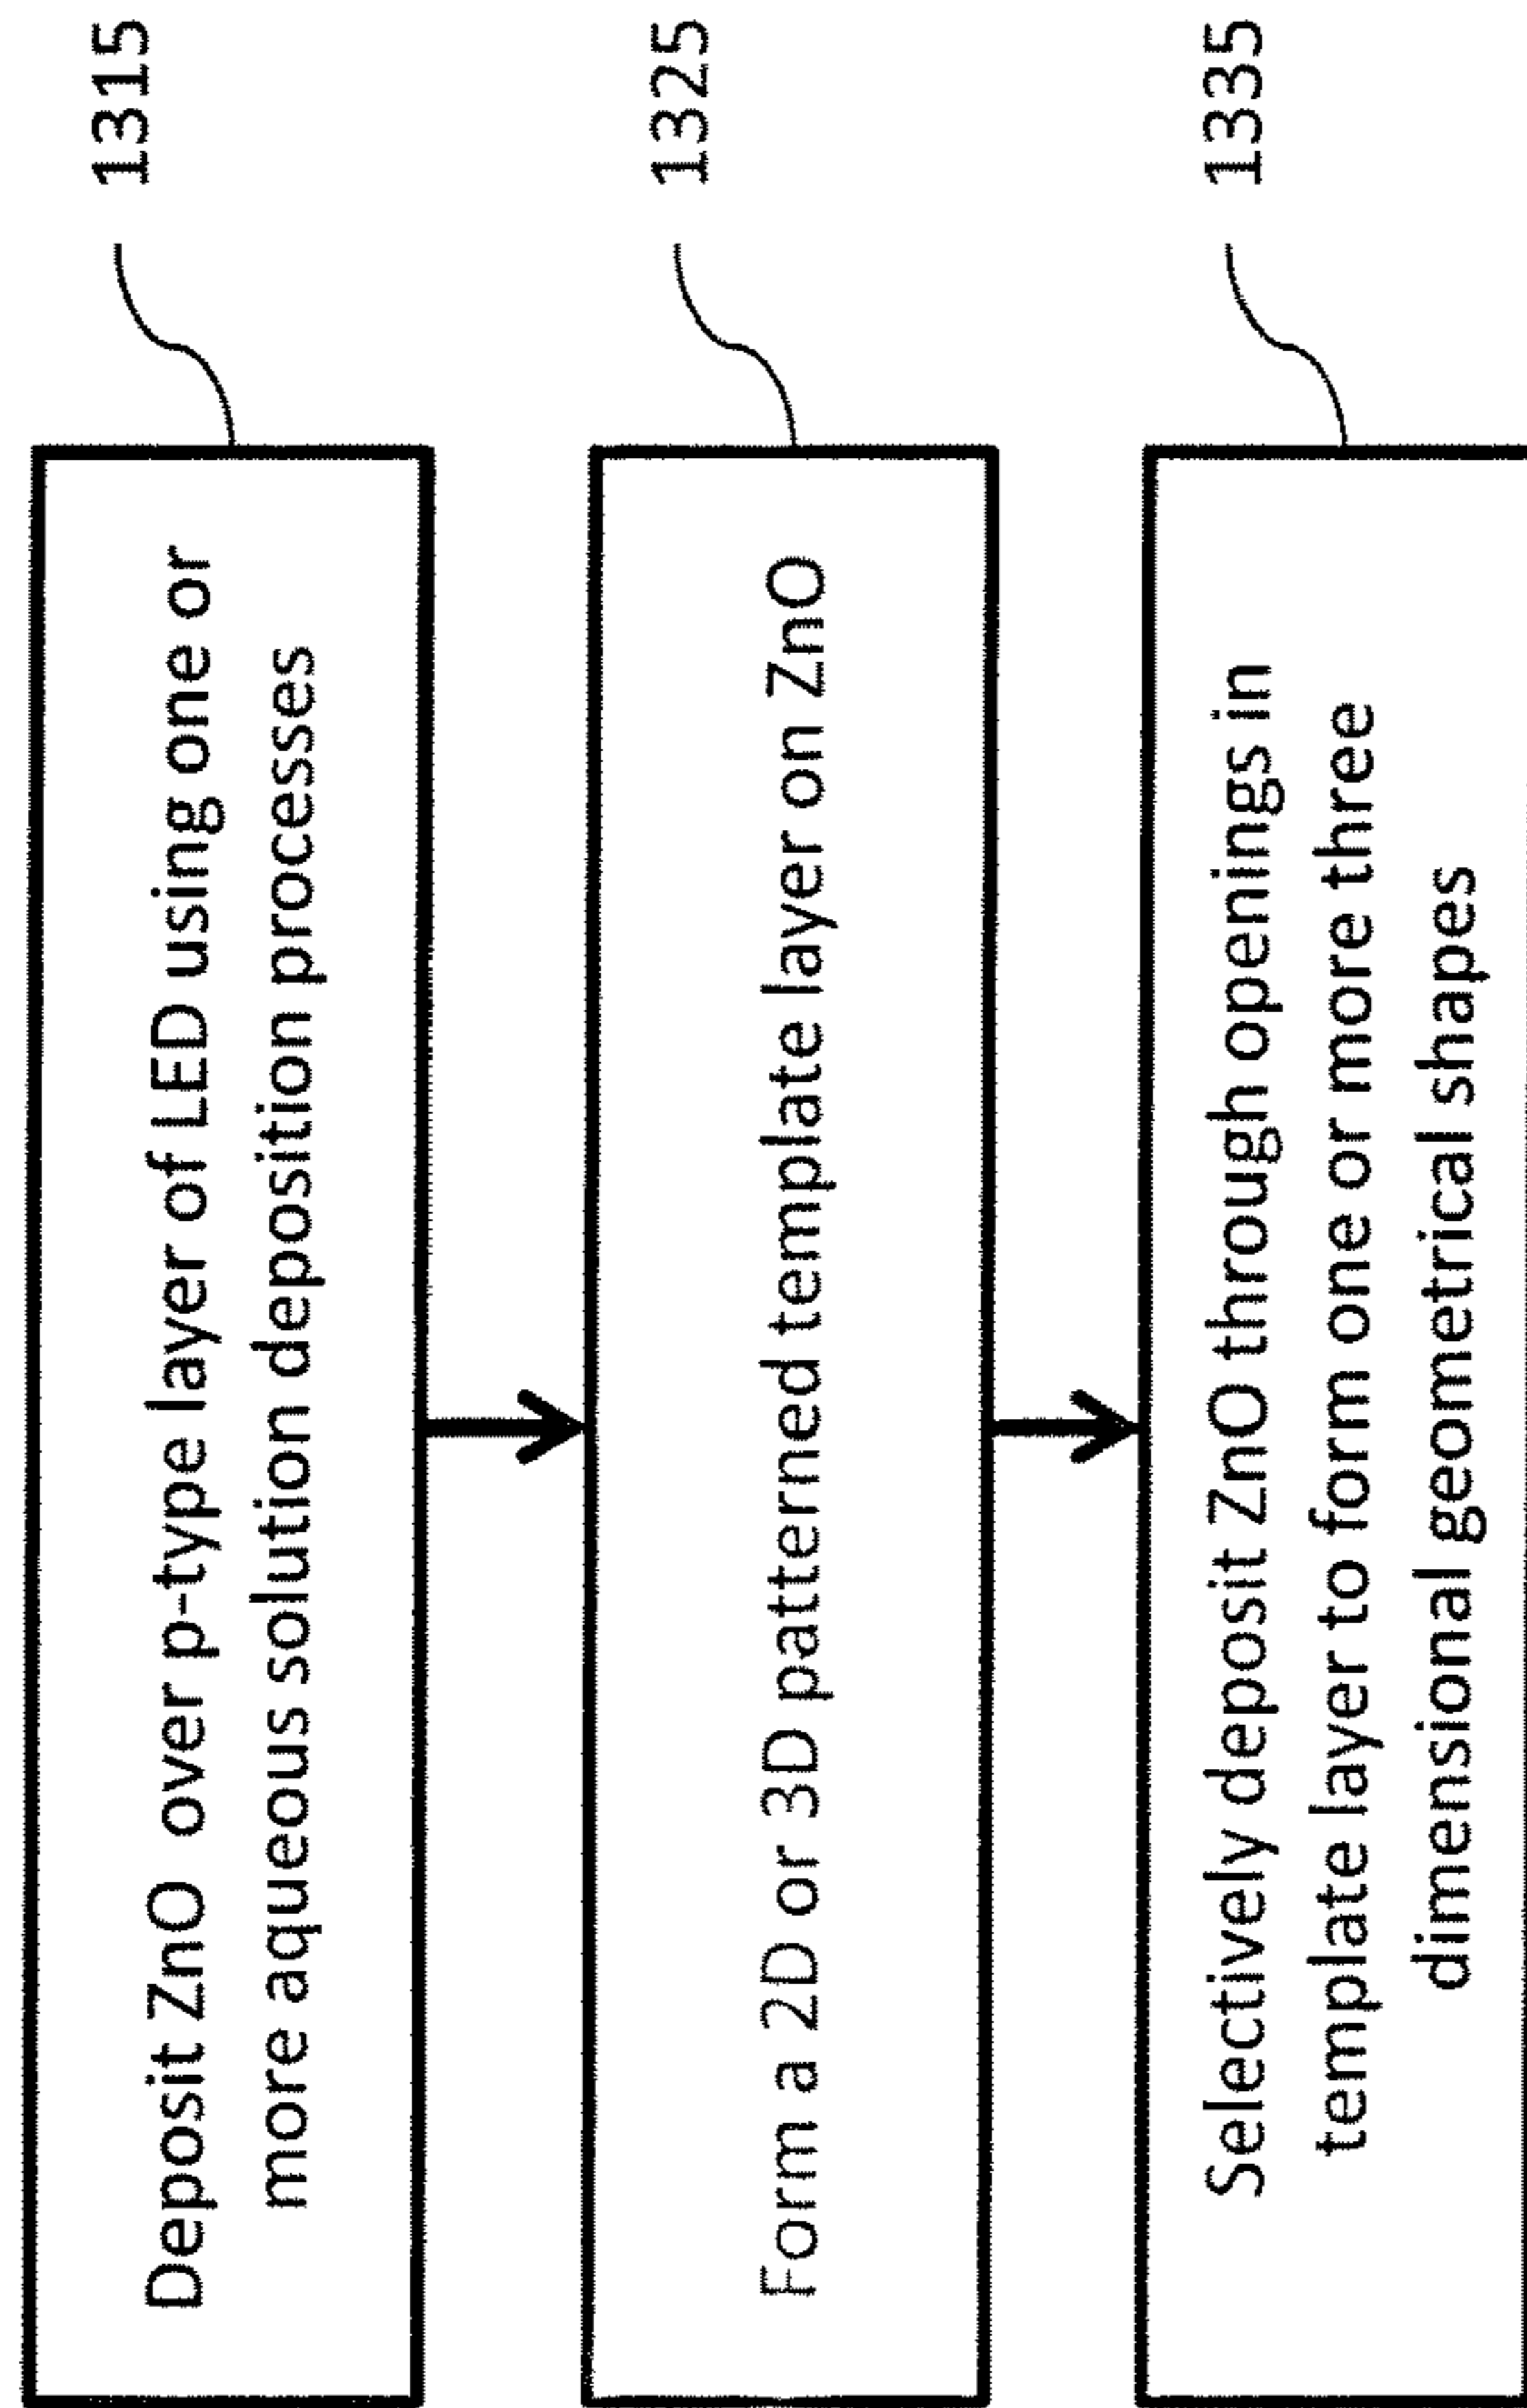 Deposit ZnO over p-type layer of LED using one or
more aqueous solution deposition processes
1315
Form a 2D or 3D patterned template layer on ZnO
1325
Selectively deposit ZnO through openings in
template layer to form one or more three
dimensional geometrical shapes
1335